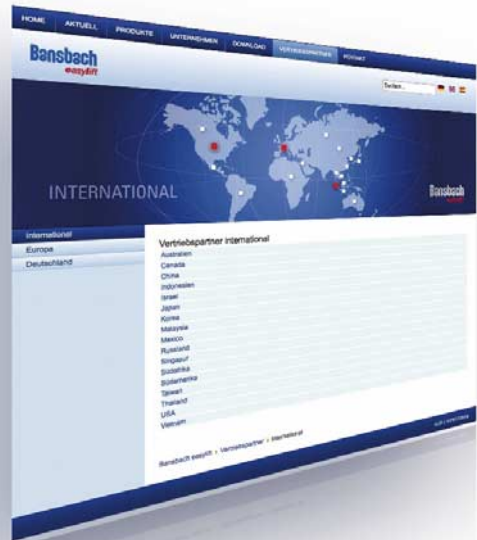 HOME AKTUELL PRODUKTE UNTERNEHMEN DOWNLOAD VERTRIEBSPARTNER KONTAKT
Bansbach
easylift
Suchen...
INTERNATIONAL
Bansbach
easylift
International
Europa
Deutschland
Vertriebspartner international
Australien
Canada
China
Indonesien
Israel
Japan
Korea
Malaysia
Mexico
Russland
Singapur
Südafrika
Südamerika
Taiwan
Thailand
USA
Vietnam
Bansbach easylift › Vertriebspartner › International